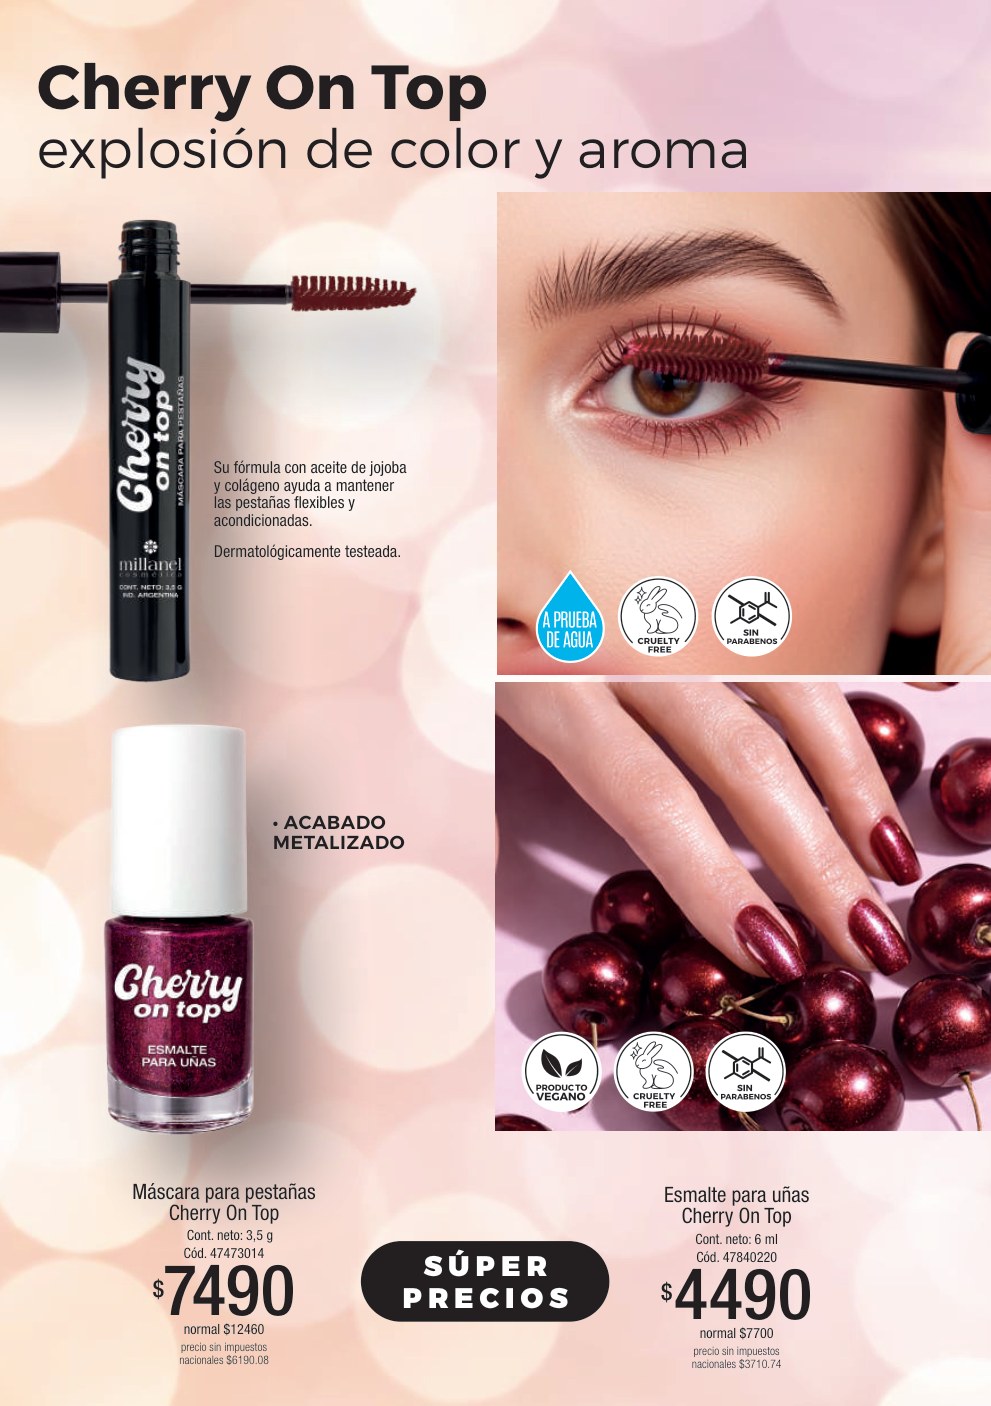 Cherry On Top
explosión de color y aroma
Cherry
on top
MÁSCARA PARA PESTAÑAS
millanel
cosmética
CONT. NETO: 3,5 G
IND. ARGENTINA
Su fórmula con aceite de jojoba
y colágeno ayuda a mantener
las pestañas flexibles y
acondicionadas.
Dermatológicamente testeada.
A PRUEBA
DE AGUA
CRUELTY
FREE
SIN
PARABENOS
• ACABADO
METALIZADO
Cherry
on top
ESMALTE
PARA UÑAS
PRODUCTO
VEGANO
CRUELTY
FREE
SIN
PARABENOS
Máscara para pestañas
Cherry On Top
Cont. neto: 3,5 g
Cód. 47473014
$7490
normal $12460
precio sin impuestos
nacionales $6190.08
SÚPER
PRECIOS
Esmalte para uñas
Cherry On Top
Cont. neto: 6 ml
Cód. 47840220
$4490
normal $7700
precio sin impuestos
nacionales $3710.74